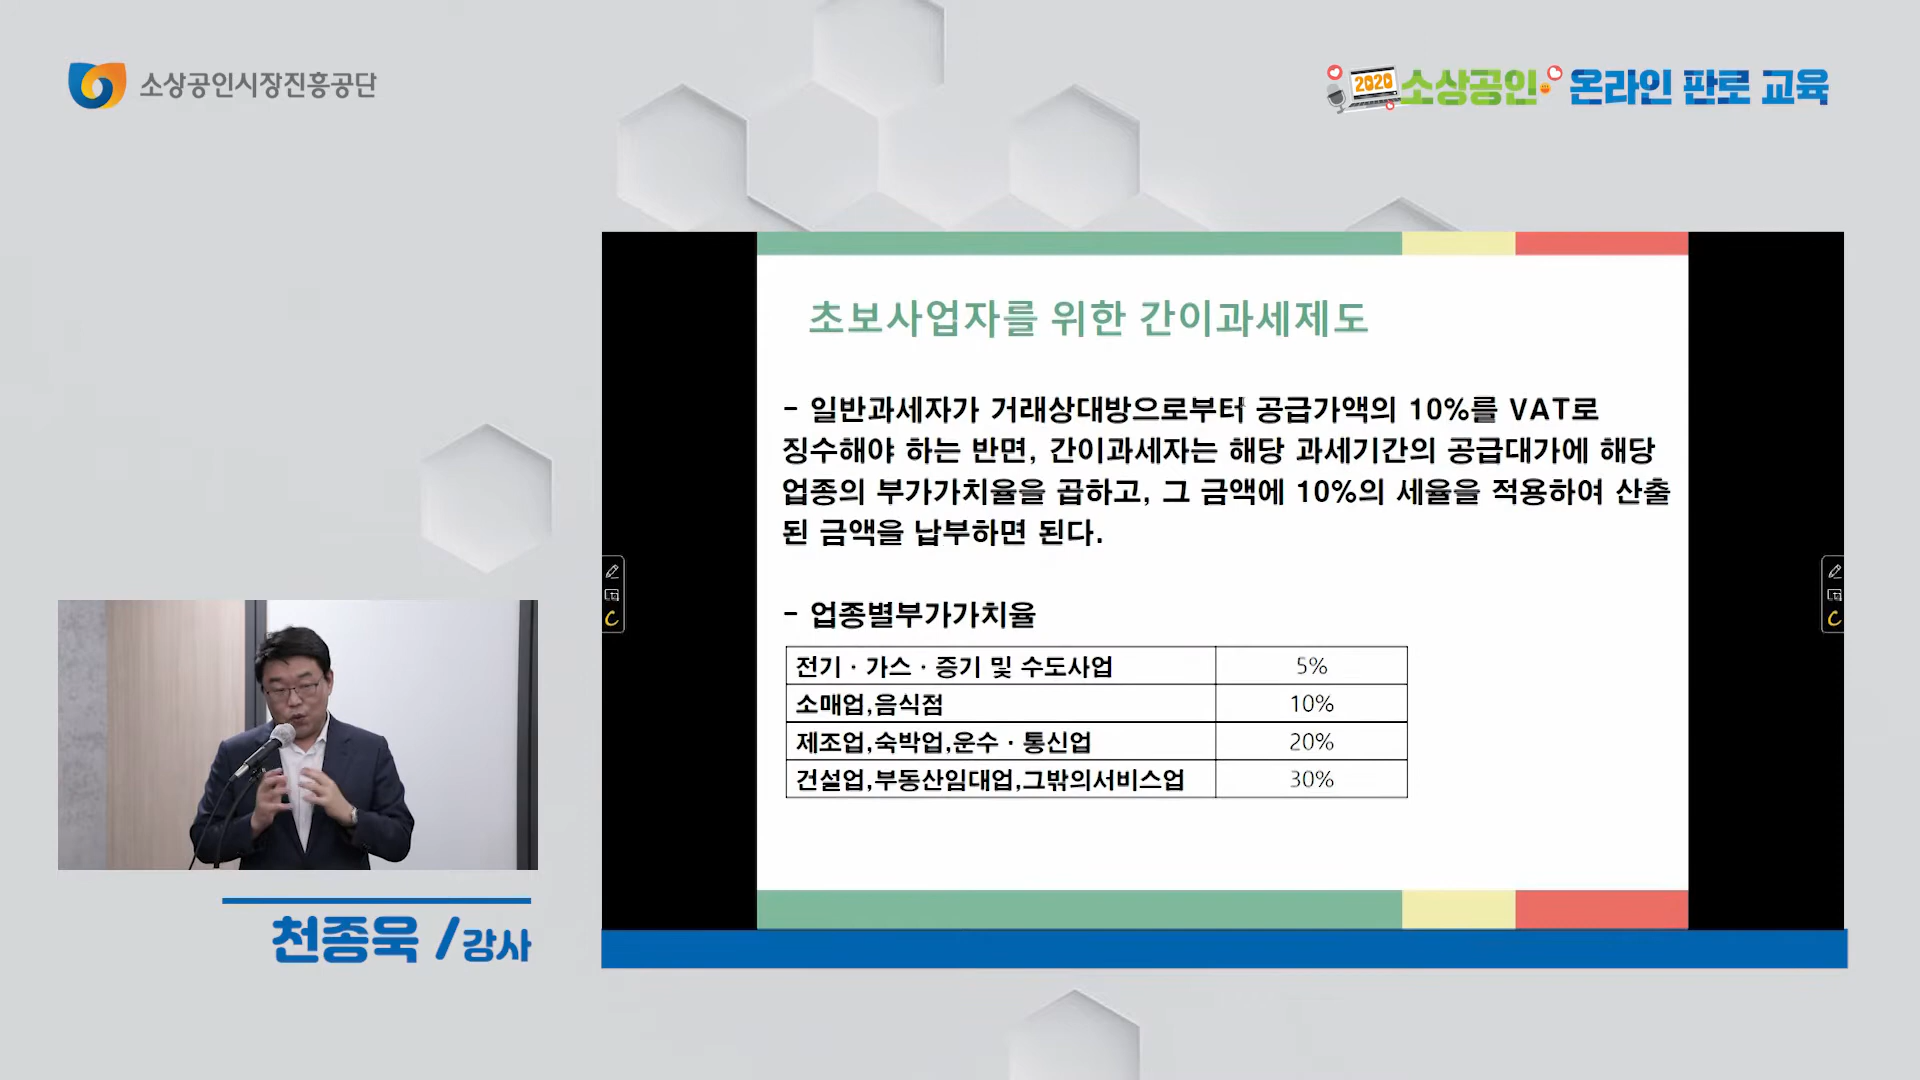 소상공인시장진흥공단
2020 소상공인 온라인 판로 교육
초보사업자를 위한 간이과세제도
- 일반과세자가 거래상대방으로부터 공급가액의 10%를 VAT로
징수해야 하는 반면, 간이과세자는 해당 과세기간의 공급대가에 해당
업종의 부가가치율을 곱하고, 그 금액에 10%의 세율을 적용하여 산출
된 금액을 납부하면 된다.
- 업종별부가가치율
전기 · 가스 · 증기 및 수도사업 5%
소매업,음식점 10%
제조업,숙박업,운수 · 통신업 20%
건설업,부동산임대업,그밖의서비스업 30%
천종욱 / 강사